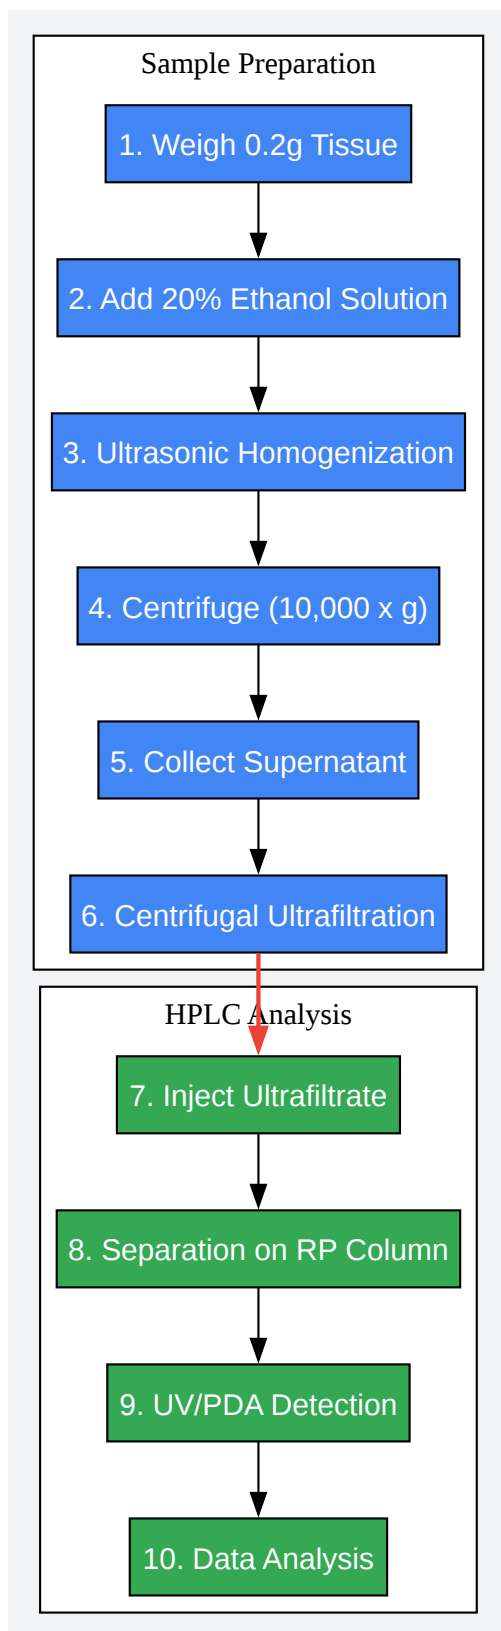 Sample Preparation
1. Weigh 0.2g Tissue
2. Add 20% Ethanol Solution
3. Ultrasonic Homogenization
4. Centrifuge (10,000 x g)
5. Collect Supernatant
6. Centrifugal Ultrafiltration
HPLC Analysis
7. Inject Ultrafiltrate
8. Separation on RP Column
9. UV/PDA Detection
10. Data Analysis